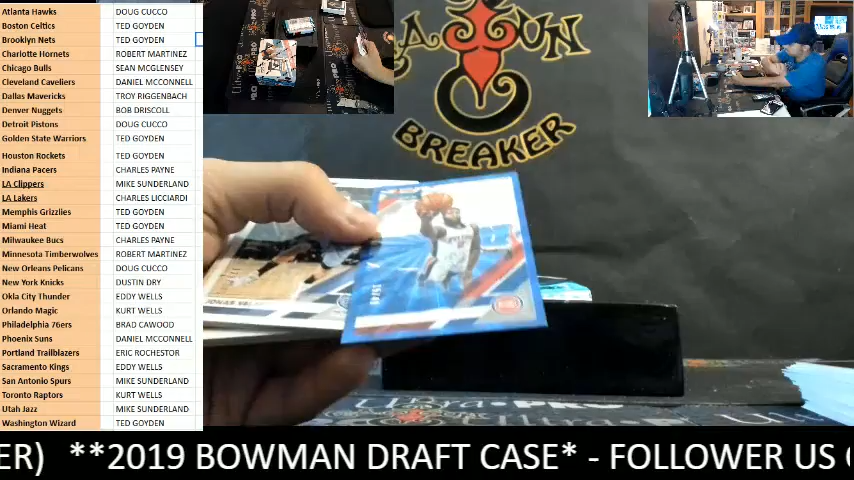 Atlanta Hawks DOUG CUCCO
Boston Celtics TED GOYDEN
Brooklyn Nets TED GOYDEN
Charlotte Hornets ROBERT MARTINEZ
Chicago Bulls SEAN MCGLENSEY
Cleveland Caveliers DANIEL MCCONNELL
Dallas Mavericks TROY RIGGENBACH
Denver Nuggets BOB DRISCOLL
Detroit Pistons DOUG CUCCO
Golden State Warriors TED GOYDEN
Houston Rockets TED GOYDEN
Indiana Pacers CHARLES PAYNE
LA Clippers MIKE SUNDERLAND
LA Lakers CHARLES LICCIARDI
Memphis Grizzlies TED GOYDEN
Miami Heat TED GOYDEN
Milwaukee Bucs CHARLES PAYNE
Minnesota Timberwolves ROBERT MARTINEZ
New Orleans Pelicans DOUG CUCCO
New York Knicks DUSTIN DRY
Okla City Thunder EDDY WELLS
Orlando Magic KURT WELLS
Philadelphia 76ers BRAD CAWOOD
Phoenix Suns DANIEL MCCONNELL
Portland Trailblazers ERIC ROCHESTOR
Sacramento Kings EDDY WELLS
San Antonio Spurs MIKE SUNDERLAND
Toronto Raptors KURT WELLS
Utah Jazz MIKE SUNDERLAND
Washington Wizard TED GOYDEN
BREAKER
ER) **2019 BOWMAN DRAFT CASE* - FOLLOWER US